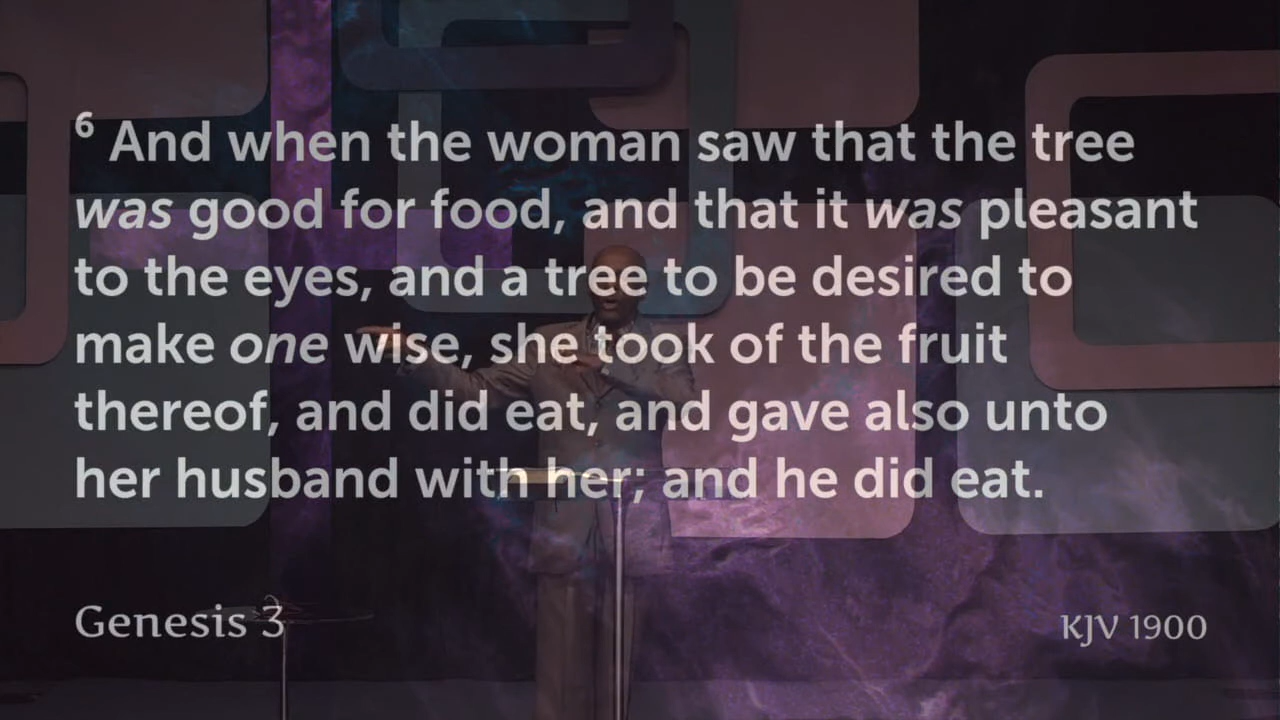 6 And when the woman saw that the tree
was good for food, and that it was pleasant
to the eyes, and a tree to be desired to
make one wise, she took of the fruit
thereof, and did eat, and gave also unto
her husband with her; and he did eat.
Genesis 3
KJV 1900